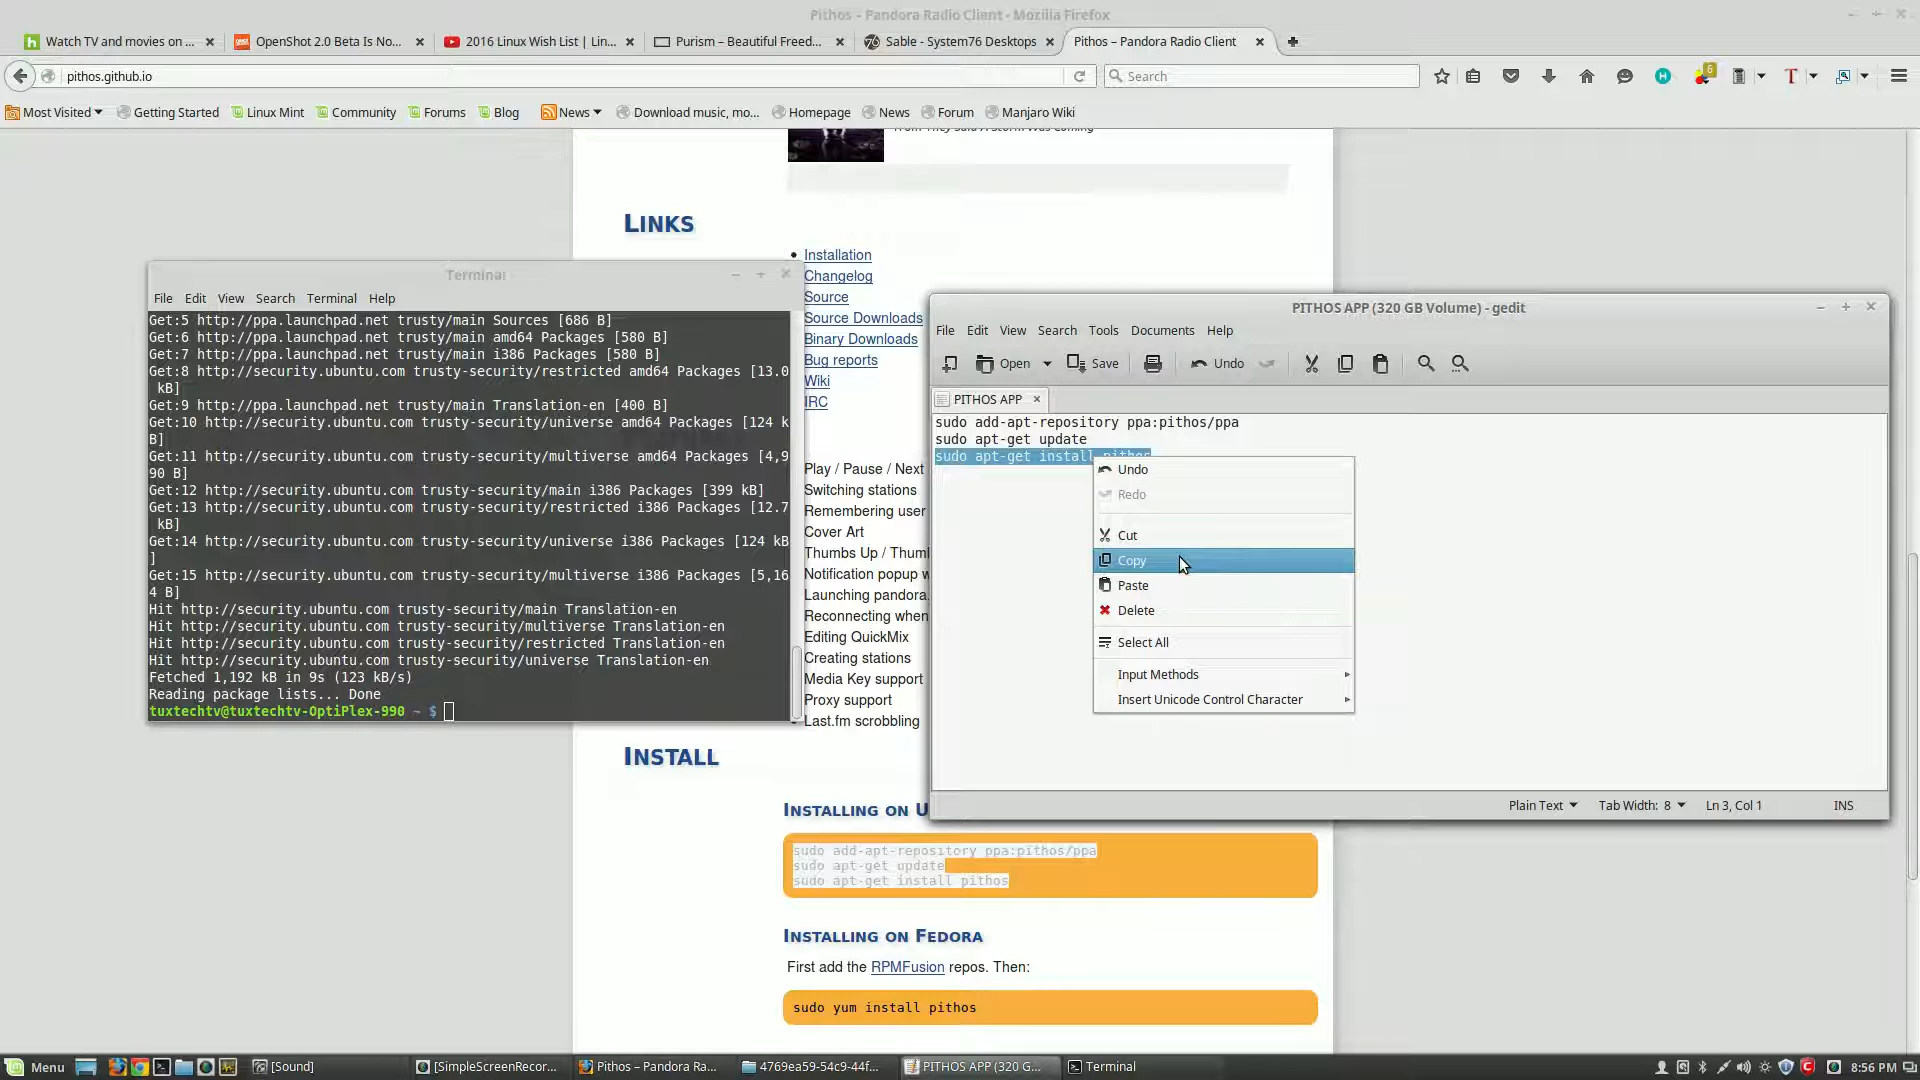 Pithos – Pandora Radio Client - Mozilla Firefox
Watch TV and movies on ...
OpenShot 2.0 Beta Is No...
2016 Linux Wish List | Lin...
Purism – Beautiful Freed...
Sable - System76 Desktops
Pithos – Pandora Radio Client
pithos.github.io
Search
6
Most Visited
Getting Started
Linux Mint
Community
Forums
Blog
News
Download music, mo...
Homepage
News
Forum
Manjaro Wiki
from They Said A Storm Was Coming
LINKS
Installation
Changelog
Source
Source Downloads
Binary Downloads
Bug reports
Wiki
IRC
Play / Pause / Next
Switching stations
Remembering user
Cover Art
Thumbs Up / Thum
Notification popup w
Launching pandora.
Reconnecting when
Editing QuickMix
Creating stations
Media Key support
Proxy support
Last.fm scrobbling
INSTALL
INSTALLING ON U
sudo add-apt-repository ppa:pithos/ppa
sudo apt-get update
sudo apt-get install pithos
INSTALLING ON FEDORA
First add the RPMFusion repos. Then:
sudo yum install pithos
Terminal
File Edit View Search Terminal Help
Get:5 http://ppa.launchpad.net trusty/main Sources [686 B]
Get:6 http://ppa.launchpad.net trusty/main amd64 Packages [580 B]
Get:7 http://ppa.launchpad.net trusty/main i386 Packages [580 B]
Get:8 http://security.ubuntu.com trusty-security/restricted amd64 Packages [13.0
 kB]
Get:9 http://ppa.launchpad.net trusty/main Translation-en [400 B]
Get:10 http://security.ubuntu.com trusty-security/universe amd64 Packages [124 k
B]
Get:11 http://security.ubuntu.com trusty-security/multiverse amd64 Packages [4,9
90 B]
Get:12 http://security.ubuntu.com trusty-security/main i386 Packages [399 kB]
Get:13 http://security.ubuntu.com trusty-security/restricted i386 Packages [12.7
 kB]
Get:14 http://security.ubuntu.com trusty-security/universe i386 Packages [124 kB
]
Get:15 http://security.ubuntu.com trusty-security/multiverse i386 Packages [5,16
4 B]
Hit http://security.ubuntu.com trusty-security/main Translation-en
Hit http://security.ubuntu.com trusty-security/multiverse Translation-en
Hit http://security.ubuntu.com trusty-security/restricted Translation-en
Hit http://security.ubuntu.com trusty-security/universe Translation-en
Fetched 1,192 kB in 9s (123 kB/s)
Reading package lists... Done
tuxtechtv@tuxtechtv-OptiPlex-990 ~ $
PITHOS APP (320 GB Volume) - gedit
File Edit View Search Tools Documents Help
Open Save Undo
PITHOS APP
sudo add-apt-repository ppa:pithos/ppa
sudo apt-get update
sudo apt-get install pithos
Undo
Redo
Cut
Copy
Paste
Delete
Select All
Input Methods
Insert Unicode Control Character
Plain Text Tab Width: 8 Ln 3, Col 1 INS
Menu
[Sound]
[SimpleScreenRecor...
Pithos – Pandora Ra...
4769ea59-54c9-44f...
PITHOS APP (320 G...
Terminal
8:56 PM